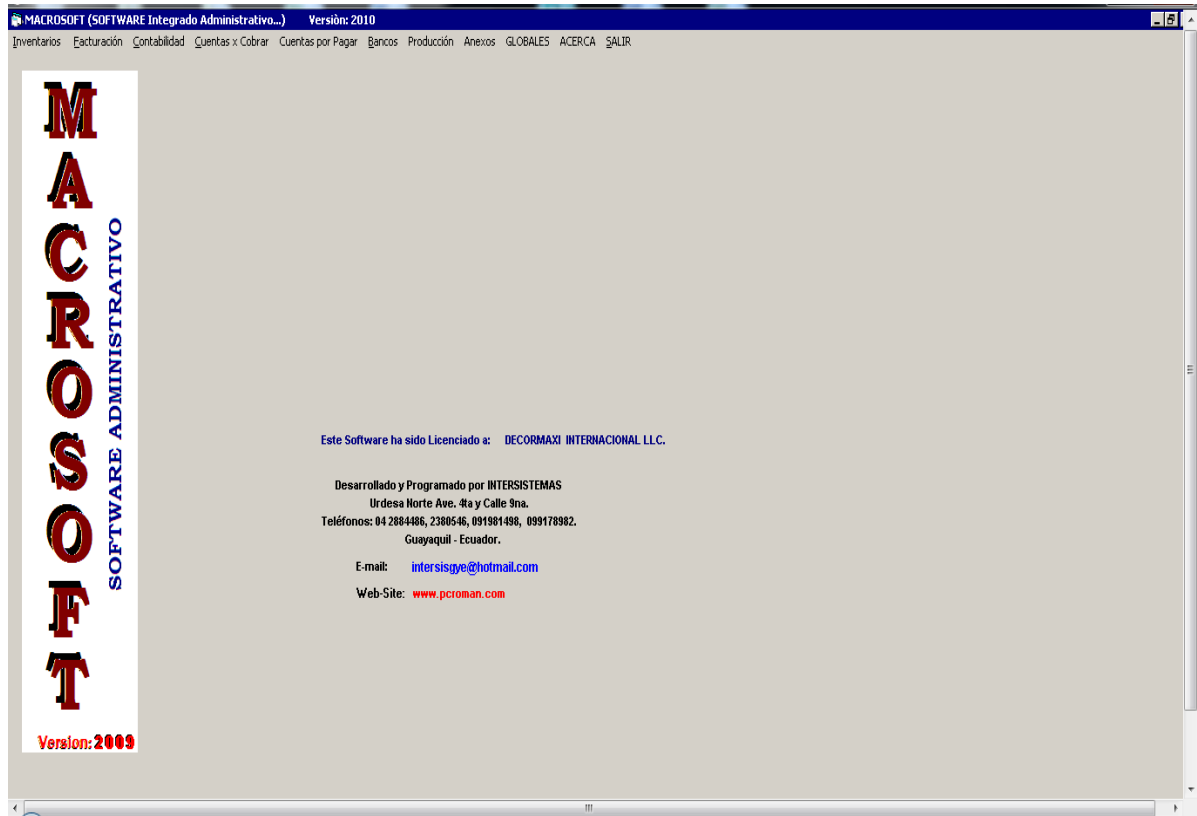 MACROSOFT (SOFTWARE Integrado Administrativo...) Versiòn: 2010
Inventarios Facturación Contabilidad Cuentas x Cobrar Cuentas por Pagar Bancos Producción Anexos GLOBALES ACERCA SALIR
MACROSOFT
SOFTWARE ADMINISTRATIVO
Version: 2009
Este Software ha sido Licenciado a: DECORMAXI INTERNACIONAL LLC.
Desarrollado y Programado por INTERSISTEMAS
Urdesa Norte Ave. 4ta y Calle 9na.
Teléfonos: 04 2884486, 2380546, 091981498, 099178982.
Guayaquil - Ecuador.
E-mail: intersisgye@hotmail.com
Web-Site: www.pcroman.com